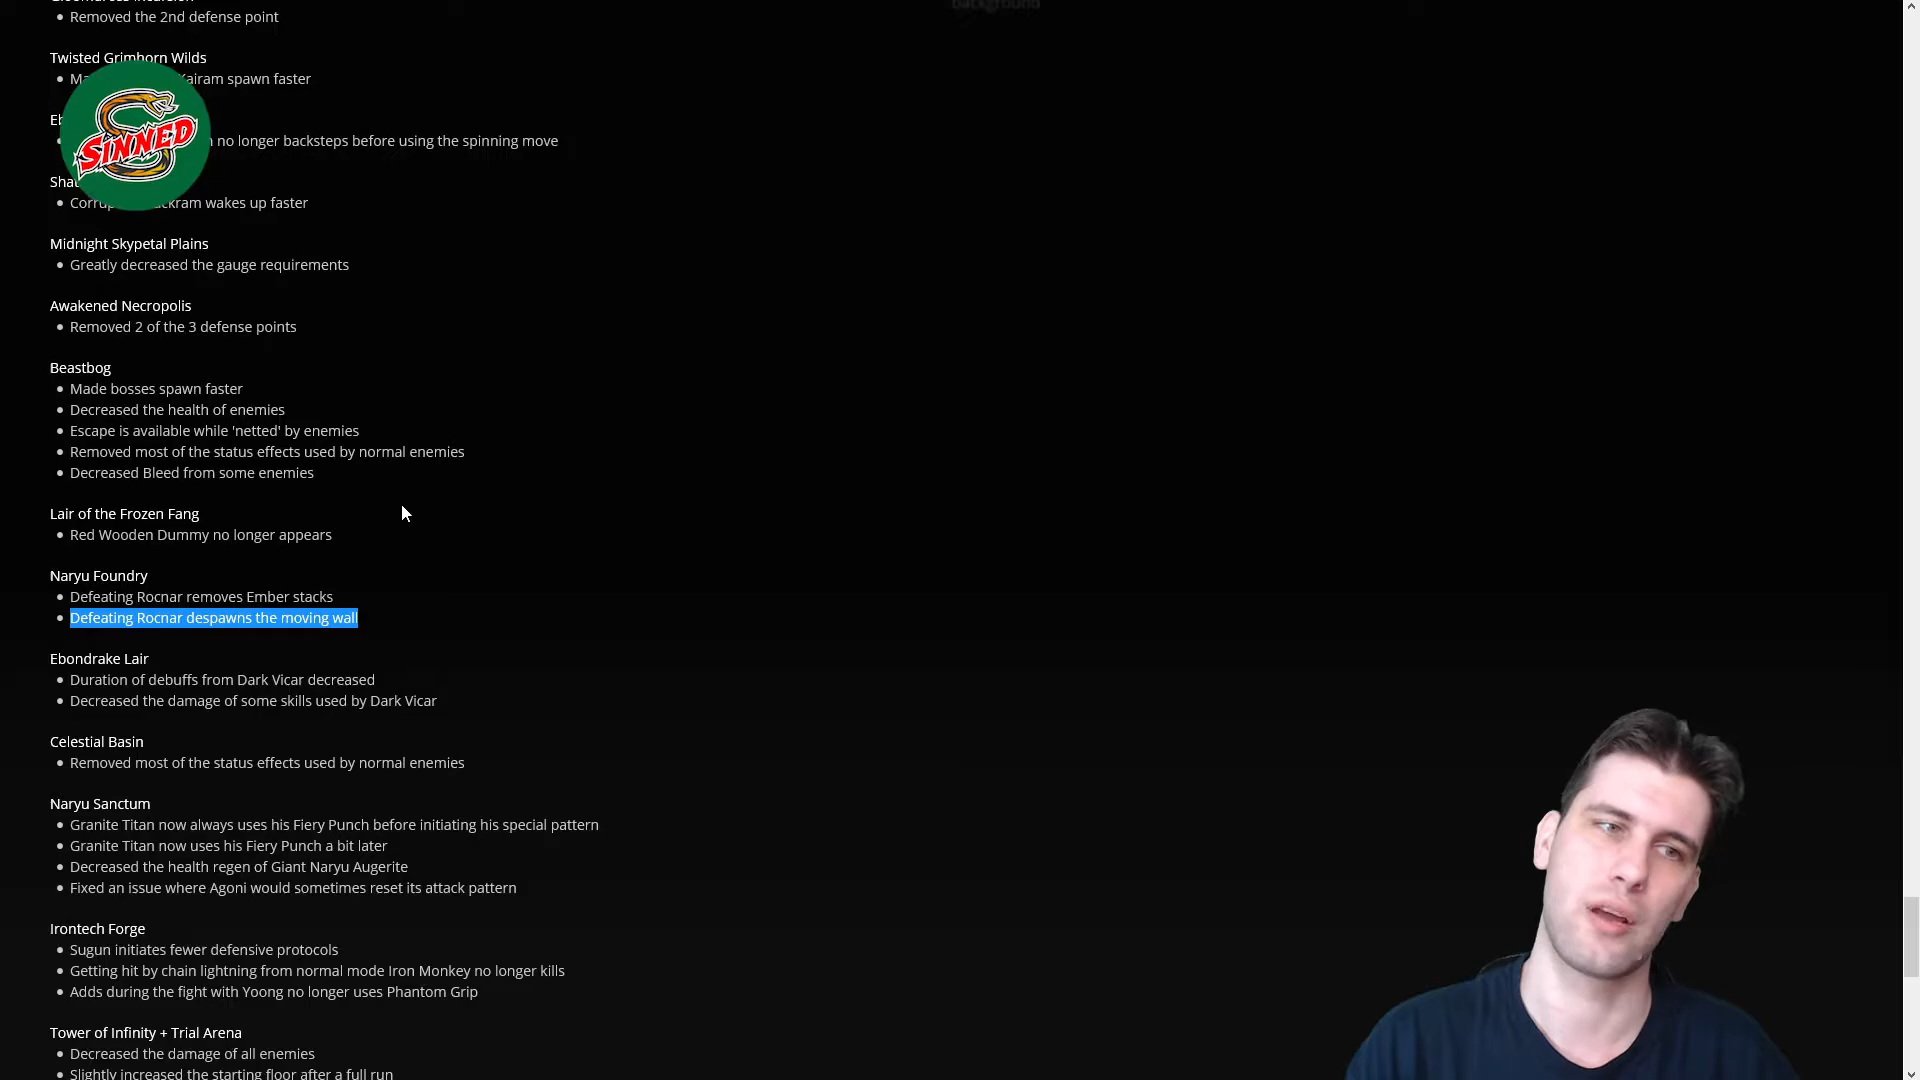 background
• Removed the 2nd defense point
Twisted Grimhorn Wilds
• airam spawn faster
SINNED
no longer backsteps before using the spinning move
• wakes up faster
Midnight Skypetal Plains
• Greatly decreased the gauge requirements
Awakened Necropolis
• Removed 2 of the 3 defense points
Beastbog
• Made bosses spawn faster
• Decreased the health of enemies
• Escape is available while 'netted' by enemies
• Removed most of the status effects used by normal enemies
• Decreased Bleed from some enemies
Lair of the Frozen Fang
• Red Wooden Dummy no longer appears
Naryu Foundry
• Defeating Rocnar removes Ember stacks
• Defeating Rocnar despawns the moving wall
Ebondrake Lair
• Duration of debuffs from Dark Vicar decreased
• Decreased the damage of some skills used by Dark Vicar
Celestial Basin
• Removed most of the status effects used by normal enemies
Naryu Sanctum
• Granite Titan now always uses his Fiery Punch before initiating his special pattern
• Granite Titan now uses his Fiery Punch a bit later
• Decreased the health regen of Giant Naryu Augerite
• Fixed an issue where Agoni would sometimes reset its attack pattern
Irontech Forge
• Sugun initiates fewer defensive protocols
• Getting hit by chain lightning from normal mode Iron Monkey no longer kills
• Adds during the fight with Yoong no longer uses Phantom Grip
Tower of Infinity + Trial Arena
• Decreased the damage of all enemies
• Slightly increased the starting floor after a full run